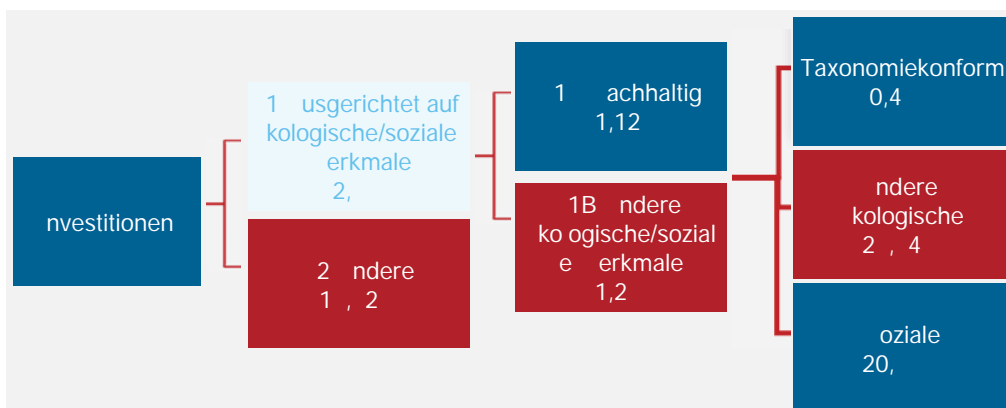 nvestitionen
1 usgerichtet auf
kologische/soziale
erkmale
2,
2 ndere
1 , 2
1 achhaltig
1,12
1B ndere
ko ogische/sozial
e erkmale
1,2
Taxonomiekonform
0,4
ndere
kologische
2 , 4
oziale
20,